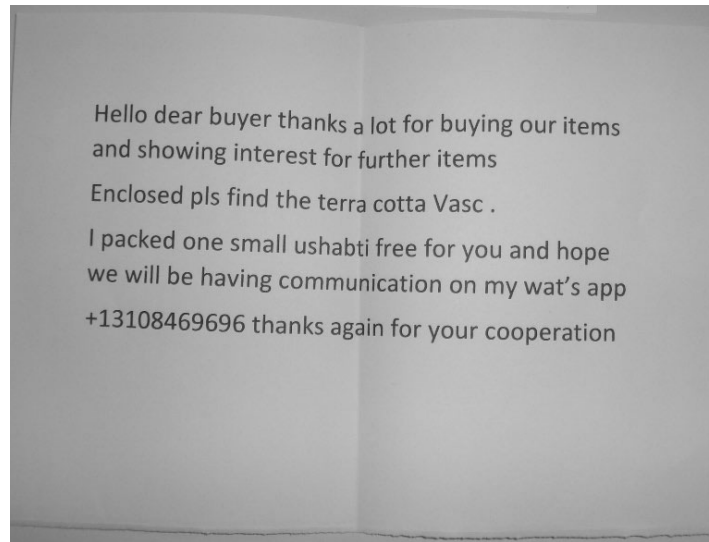 Hello dear buyer thanks a lot for buying our items
and showing interest for further items
Enclosed pls find the terra cotta Vasc .
I packed one small ushabti free for you and hope
we will be having communication on my wat's app
+13108469696 thanks again for your cooperation